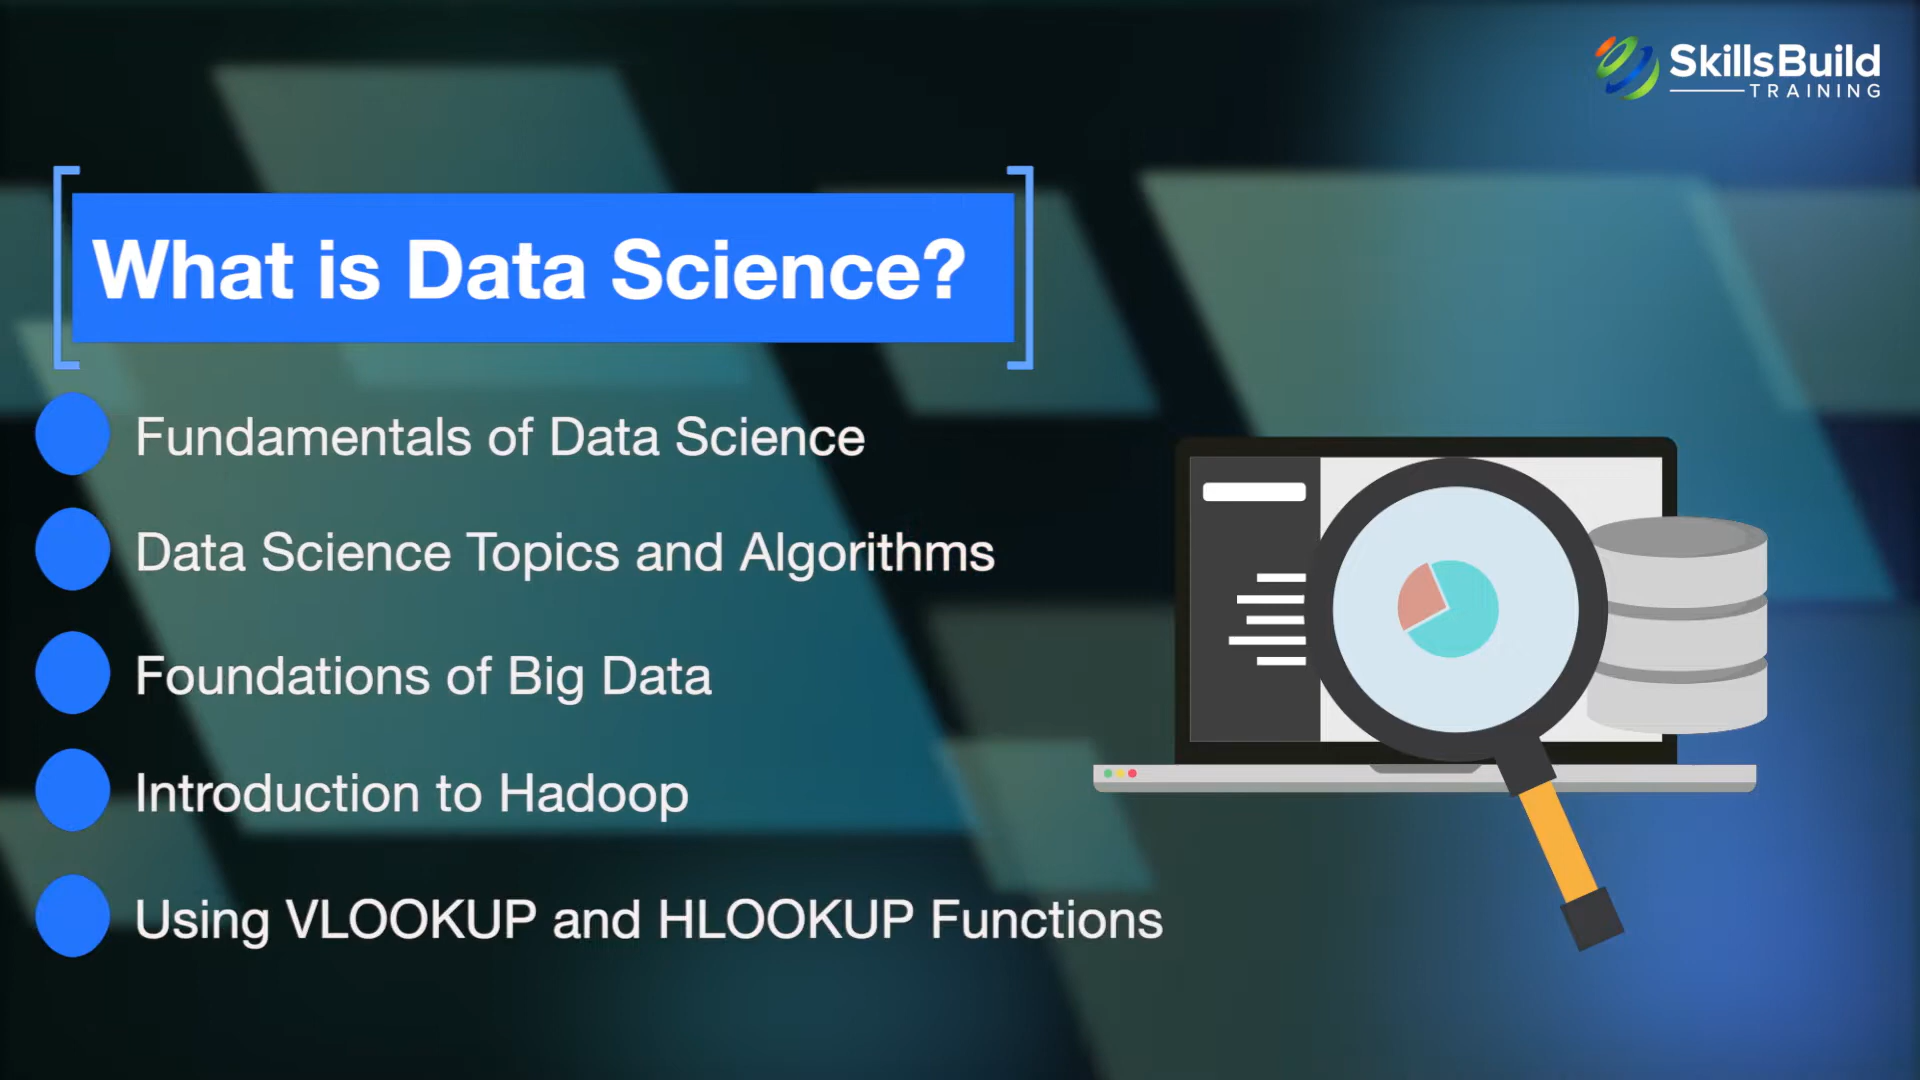 SkillsBuild
TRAINING
What is Data Science?
Fundamentals of Data Science
Data Science Topics and Algorithms
Foundations of Big Data
Introduction to Hadoop
Using VLOOKUP and HLOOKUP Functions